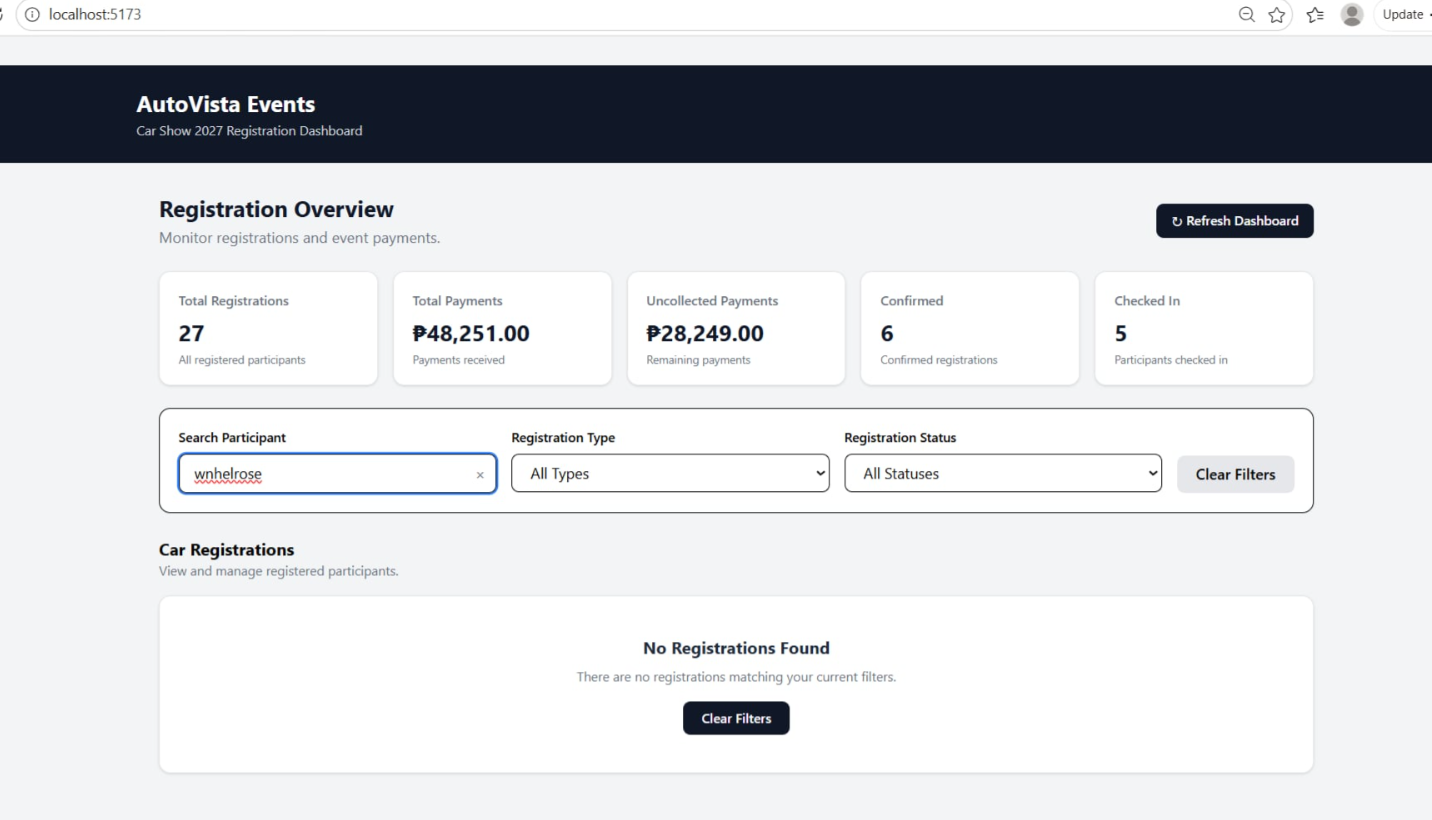 localhost:5173
Update
AutoVista Events
Car Show 2027 Registration Dashboard
Registration Overview
Monitor registrations and event payments.
↻ Refresh Dashboard
Total Registrations
27
All registered participants
Total Payments
₱48,251.00
Payments received
Uncollected Payments
₱28,249.00
Remaining payments
Confirmed
6
Confirmed registrations
Checked In
5
Participants checked in
Search Participant
wnhelrose
Registration Type
All Types
Registration Status
All Statuses
Clear Filters
Car Registrations
View and manage registered participants.
No Registrations Found
There are no registrations matching your current filters.
Clear Filters